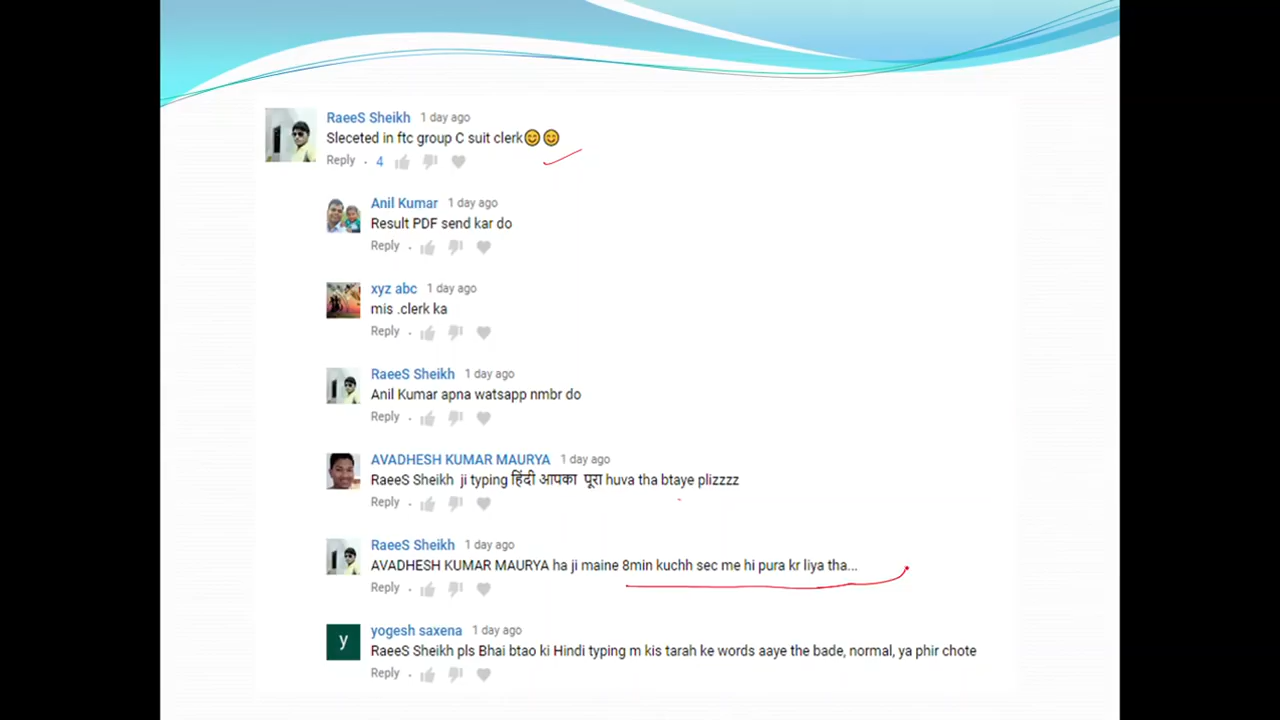 RaeeS Sheikh 1 day ago
Sleceted in ftc group C suit clerk😊😊
Reply . 4
Anil Kumar 1 day ago
Result PDF send kar do
Reply .
xyz abc 1 day ago
mis .clerk ka
Reply .
RaeeS Sheikh 1 day ago
Anil Kumar apna watsapp nmbr do
Reply .
AVADHESH KUMAR MAURYA 1 day ago
RaeeS Sheikh ji typing हिंदी आपका पूरा huva tha btaye plizzzz
Reply .
RaeeS Sheikh 1 day ago
AVADHESH KUMAR MAURYA ha ji maine 8min kuchh sec me hi pura kr liya tha...
Reply .
y
yogesh saxena 1 day ago
RaeeS Sheikh pls Bhai btao ki Hindi typing m kis tarah ke words aaye the bade, normal, ya phir chote
Reply .